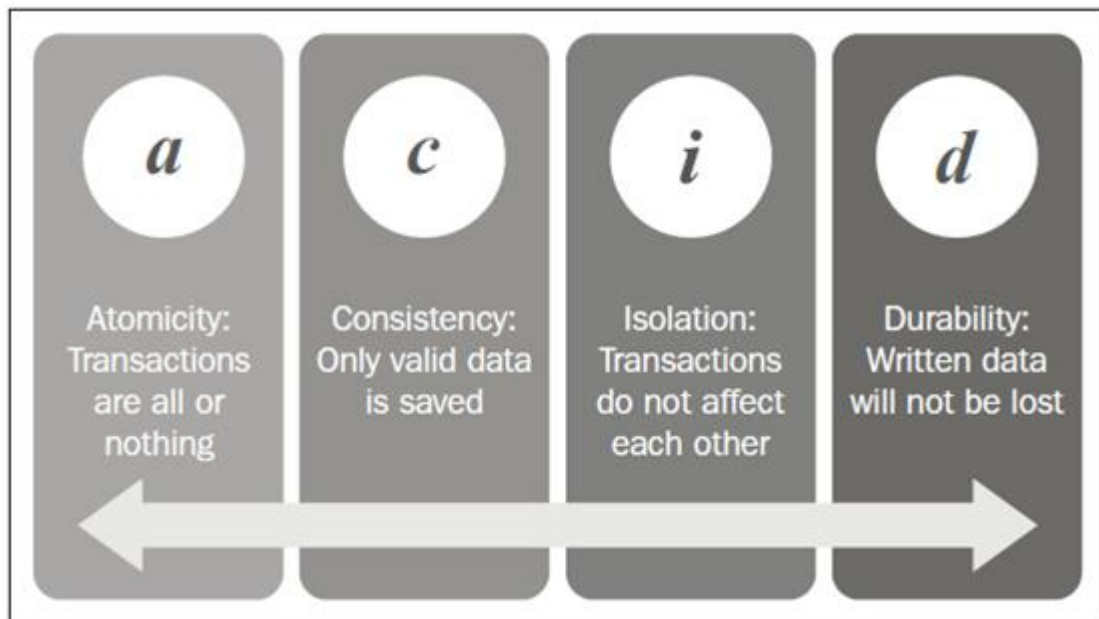 a
Atomicity:
Transactions
are all or
nothing
c
Consistency:
Only valid data
is saved
i
Isolation:
Transactions
do not affect
each other
d
Durability:
Written data
will not be lost